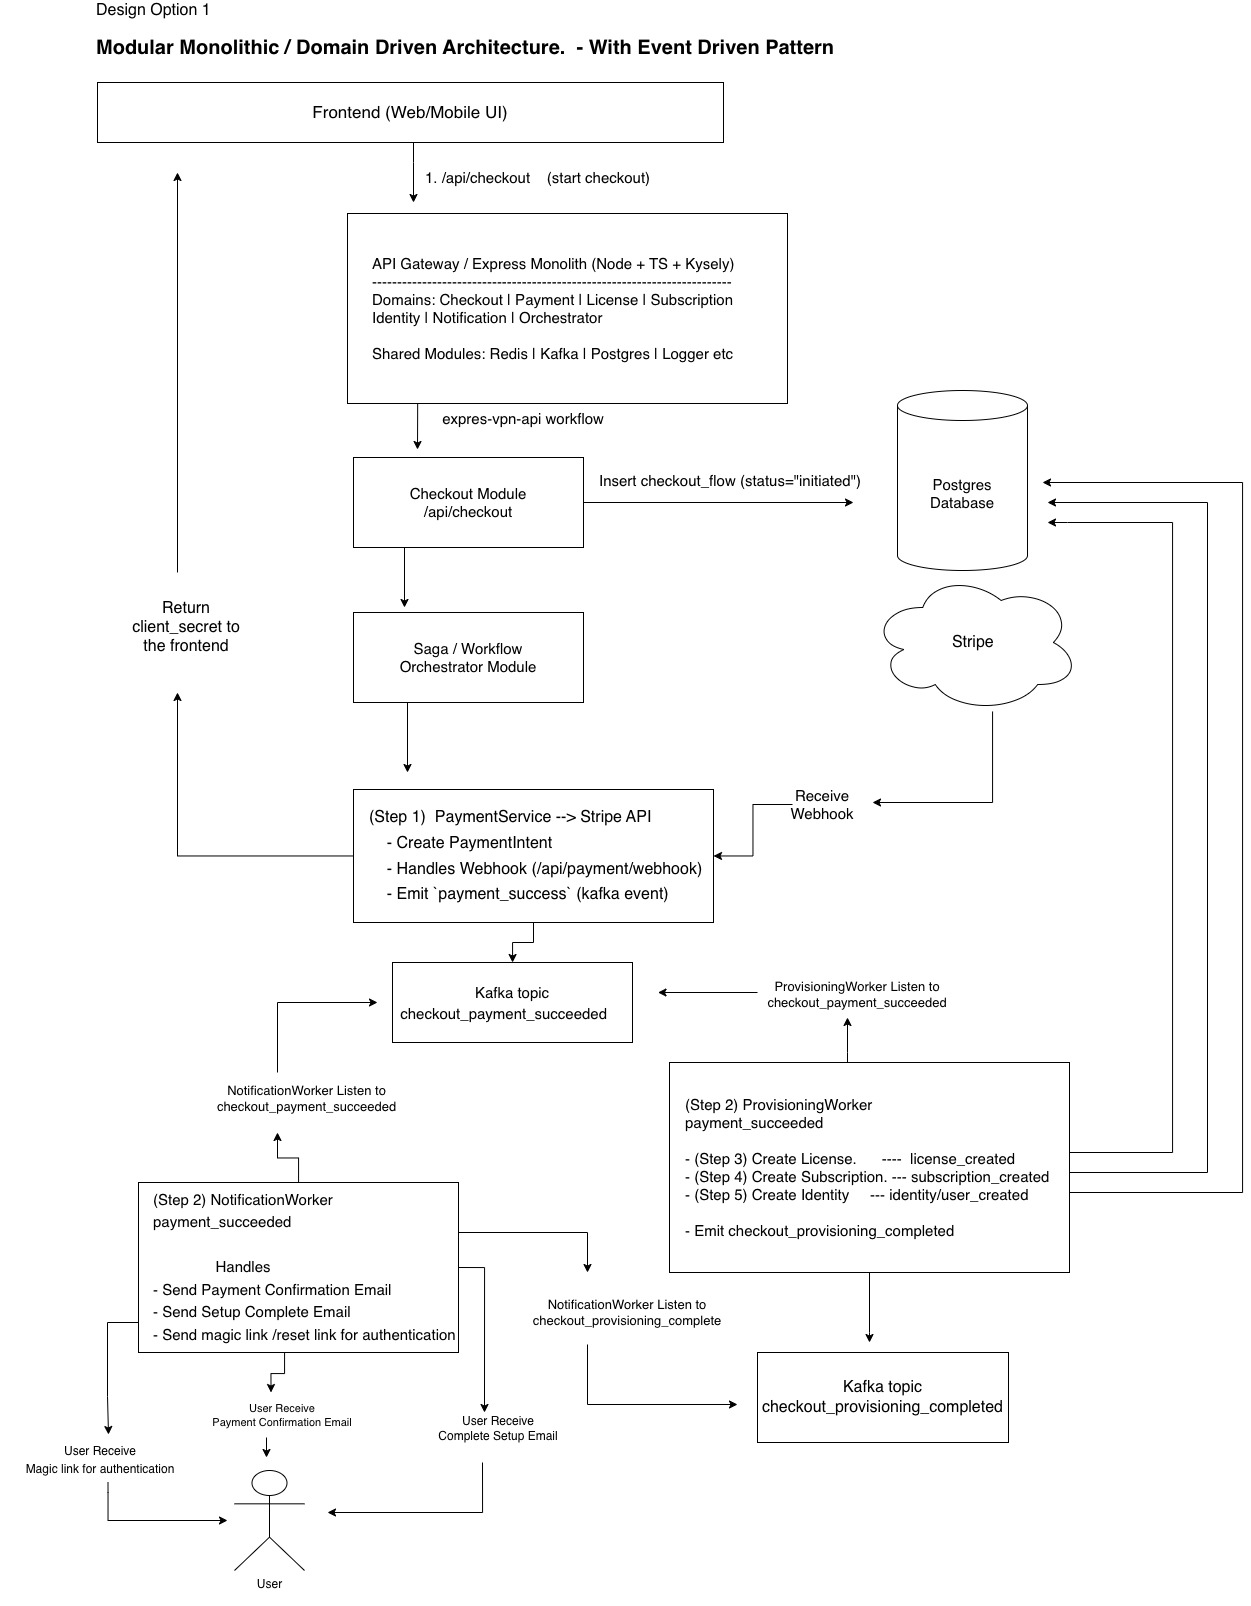 Design Option 1
Modular Monolithic / Domain Driven Architecture.  - With Event Driven Pattern
Frontend (Web/Mobile UI)
1. /api/checkout    (start checkout)
API Gateway / Express Monolith (Node + TS + Kysely)
------------------------------------------------------------------------
Domains: Checkout | Payment | License | Subscription
Identity | Notification | Orchestrator
Shared Modules: Redis | Kafka | Postgres | Logger etc
expres-vpn-api workflow
Checkout Module
/api/checkout
Insert checkout_flow (status="initiated")
Postgres
Database
Return
client_secret to
the frontend
Saga / Workflow
Orchestrator Module
Stripe
(Step 1)  PaymentService --> Stripe API
- Create PaymentIntent
- Handles Webhook (/api/payment/webhook)
- Emit `payment_success` (kafka event)
Receive
Webhook
Kafka topic
checkout_payment_succeeded
ProvisioningWorker Listen to
checkout_payment_succeeded
NotificationWorker Listen to
checkout_payment_succeeded
(Step 2) ProvisioningWorker
payment_succeeded
- (Step 3) Create License.      ----  license_created
- (Step 4) Create Subscription. --- subscription_created
- (Step 5) Create Identity     --- identity/user_created
- Emit checkout_provisioning_completed
(Step 2) NotificationWorker
payment_succeeded
Handles
- Send Payment Confirmation Email
- Send Setup Complete Email
- Send magic link /reset link for authentication
NotificationWorker Listen to
checkout_provisioning_complete
Kafka topic
checkout_provisioning_completed
User Receive
Payment Confirmation Email
User Receive
Complete Setup Email
User Receive
Magic link for authentication
User